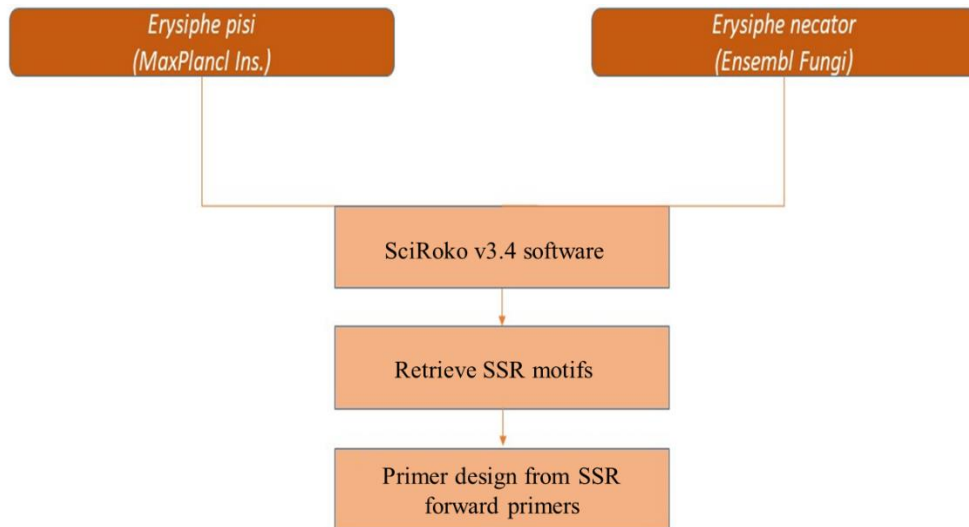 Erysiphe pisi
(MaxPlancl Ins.)
Erysiphe necator
(Ensembl Fungi)
SciRoko v3.4 software
Retrieve SSR motifs
Primer design from SSR
forward primers